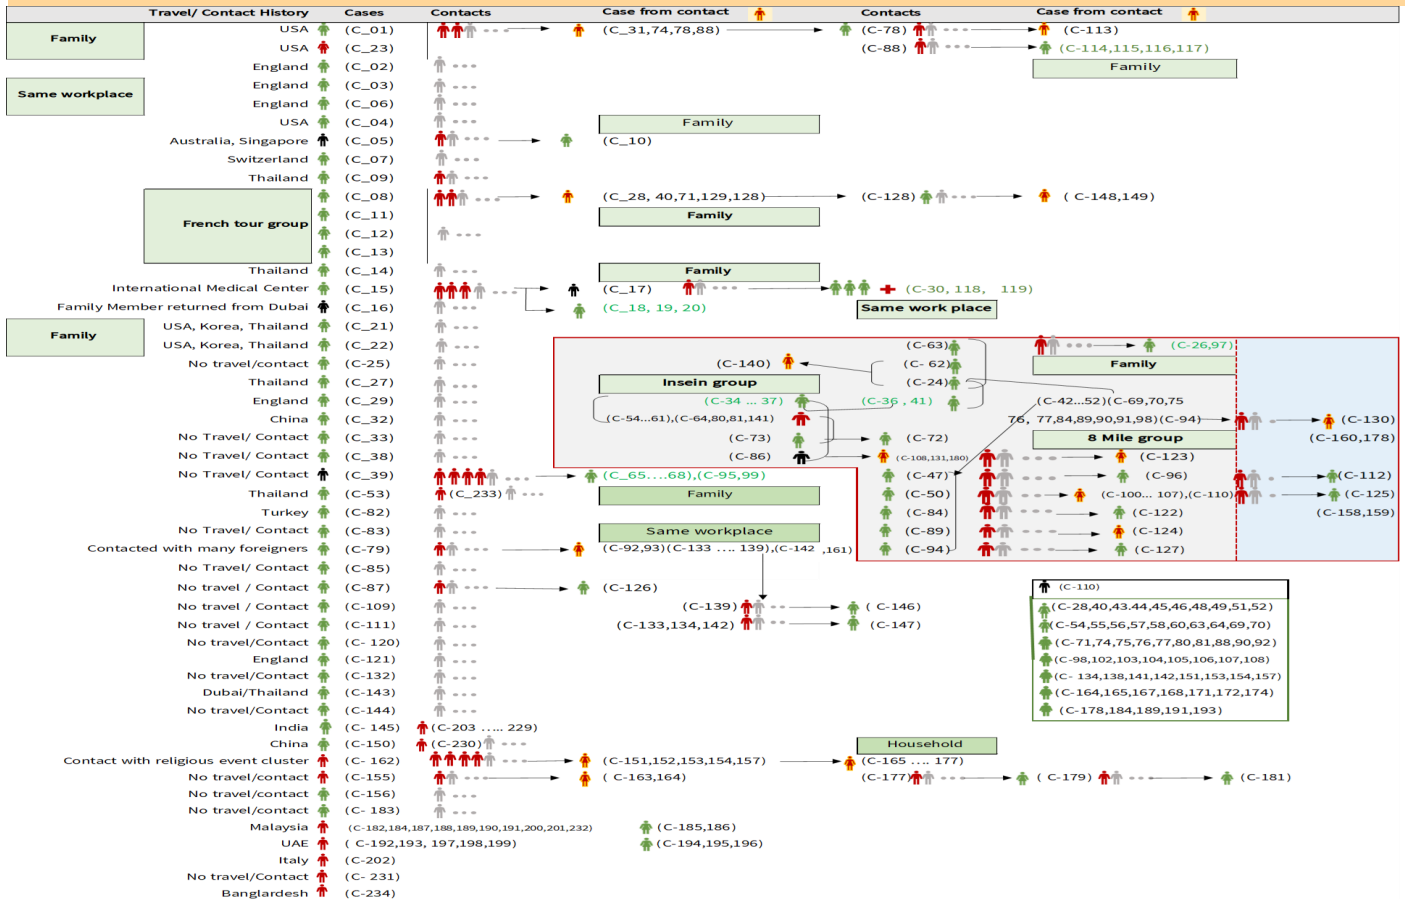 Travel/ Contact History Cases Contacts Case from contact Contacts Case from contact
Family
USA (C_01) (C_31,74,78,88) (C-78) (C-113)
USA (C_23) (C-88) (C-114,115,116,117)
England (C_02) Family
Same workplace
England (C_03)
England (C_06)
USA (C_04) Family
Australia, Singapore (C_05) (C_10)
Switzerland (C_07)
Thailand (C_09)
French tour group
(C_08) (C_28, 40,71,129,128) (C-128) ( C-148,149)
(C_11) Family
(C_12)
(C_13)
Thailand (C_14) Family
International Medical Center (C_15) (C_17) (C-30, 118, 119)
Family Member returned from Dubai (C_16) (C_18, 19, 20) Same work place
Family
USA, Korea, Thailand (C_21)
USA, Korea, Thailand (C_22) (C-63) (C-26,97)
No travel/contact (C-25) (C-140) (C- 62) Family
Thailand (C_27) Insein group (C-24)
England (C_29) (C-34 ... 37) (C-36 , 41) (C-42...52)(C-69,70,75
China (C_32) (C-54...61),(C-64,80,81,141) 76, 77,84,89,90,91,98)(C-94) (C-130)
No Travel/ Contact (C_33) (C-73) (C-72) 8 Mile group (C-160,178)
No Travel/ Contact (C_38) (C-86) (C-108,131,180) (C-123)
No Travel/ Contact (C_39) (C_65....68),(C-95,99) (C-47) (C-96) (C-112)
Thailand (C-53) (C_233) Family (C-50) (C-100... 107),(C-110) (C-125)
Turkey (C-82) (C-84) (C-122) (C-158,159)
No Travel/ Contact (C-83) Same workplace (C-89) (C-124)
Contacted with many foreigners (C-79) (C-92,93)(C-133 .... 139),(C-142 ,161) (C-94) (C-127)
No Travel/ Contact (C-85)
No travel / Contact (C-87) (C-126) (C-110)
No travel / Contact (C-109) (C-139) (C-146) (C-28,40,43.44,45,46,48,49,51,52)
No travel / Contact (C-111) (C-133,134,142) (C-147) (C-54,55,56,57,58,60,63,64,69,70)
No travel/Contact (C- 120) (C-71,74,75,76,77,80,81,88,90,92)
England (C-121) (C-98,102,103,104,105,106,107,108)
No travel/Contact (C-132) (C- 134,138,141,142,151,153,154,157)
Dubai/Thailand (C-143) (C-164,165,167,168,171,172,174)
No travel/Contact (C-144) (C-178,184,189,191,193)
India (C- 145) (C-203 ..... 229)
China (C-150) (C-230) Household
Contact with religious event cluster (C- 162) (C-151,152,153,154,157) (C-165 .... 177)
No travel/contact (C-155) ( C-163,164) (C-177) ( C-179) (C-181)
No travel/contact (C-156)
No travel/contact (C- 183)
Malaysia (C-182,184,187,188,189,190,191,200,201,232) (C-185,186)
UAE ( C-192,193, 197,198,199) (C-194,195,196)
Italy (C-202)
No travel/Contact (C- 231)
Bangladesh (C-234)